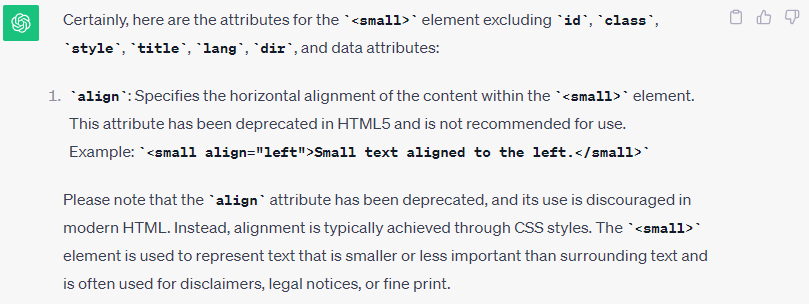 Certainly, here are the attributes for the `<small>` element excluding `id`, `class`,
`style`, `title`, `lang`, `dir`, and data attributes:
1. `align`: Specifies the horizontal alignment of the content within the `<small>` element.
This attribute has been deprecated in HTML5 and is not recommended for use.
Example: `<small align="left">Small text aligned to the left.</small>`
Please note that the `align` attribute has been deprecated, and its use is discouraged in
modern HTML. Instead, alignment is typically achieved through CSS styles. The `<small>`
element is used to represent text that is smaller or less important than surrounding text and
is often used for disclaimers, legal notices, or fine print.